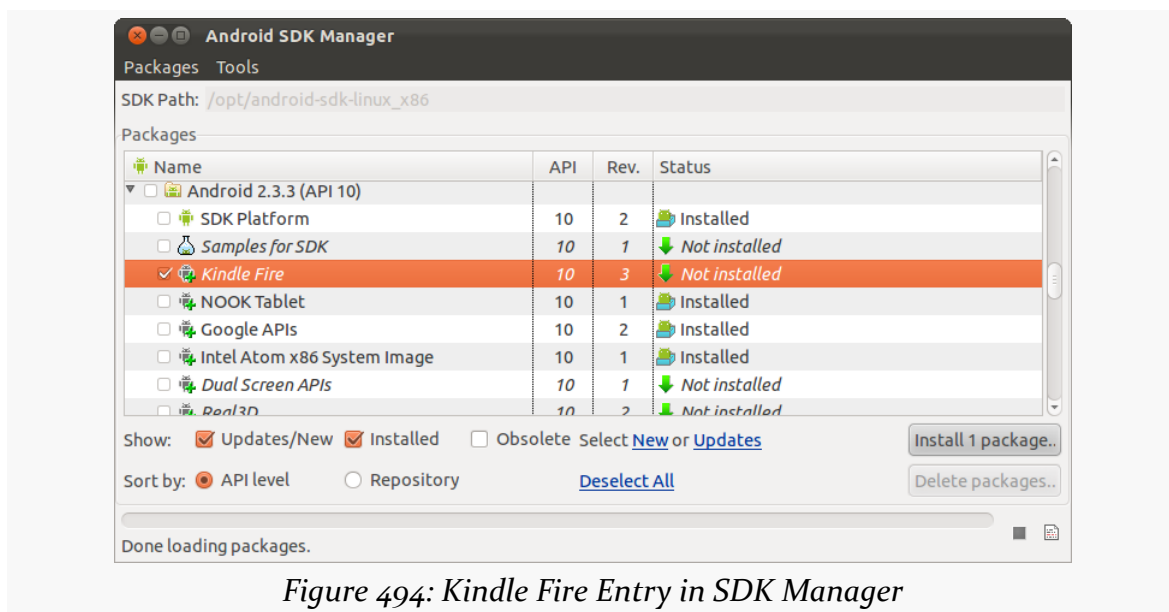 Android SDK Manager
Packages Tools
SDK Path: /opt/android-sdk-linux_x86
Packages
Name API Rev. Status
Android 2.3.3 (API 10)
SDK Platform 10 2 Installed
Samples for SDK 10 1 Not installed
Kindle Fire 10 3 Not installed
NOOK Tablet 10 1 Installed
Google APIs 10 2 Installed
Intel Atom x86 System Image 10 1 Installed
Dual Screen APIs 10 1 Not installed
Real3D 10 2 Not installed
Show: Updates/New Installed Obsolete Select New or Updates Install 1 package..
Sort by: API level Repository Deselect All Delete packages..
Done loading packages.
Figure 494: Kindle Fire Entry in SDK Manager